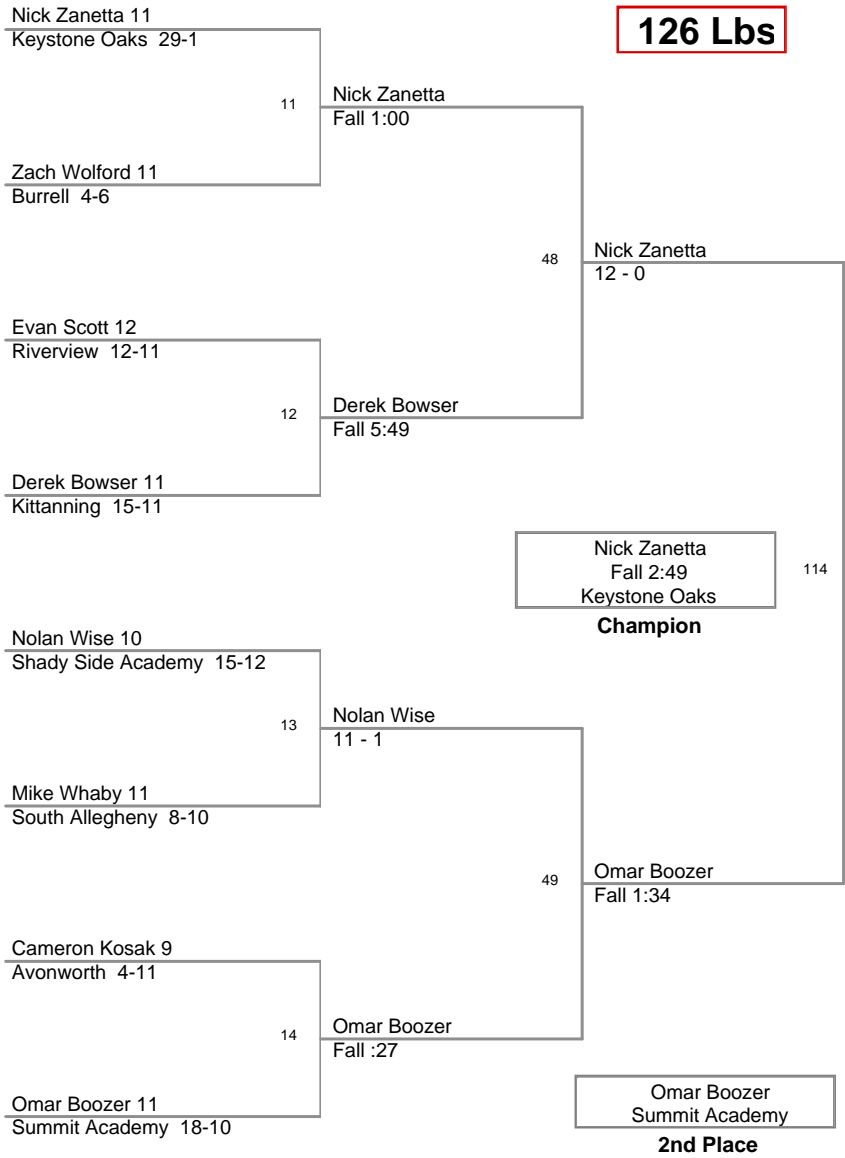 Nick Zanetta 11
Keystone Oaks 29-1
126 Lbs
11
Nick Zanetta
Fall 1:00
Zach Wolford 11
Burrell 4-6
48
Nick Zanetta
12 - 0
Evan Scott 12
Riverview 12-11
12
Derek Bowser
Fall 5:49
Derek Bowser 11
Kittanning 15-11
Nick Zanetta
Fall 2:49
Keystone Oaks
114
Champion
Nolan Wise 10
Shady Side Academy 15-12
13
Nolan Wise
11 - 1
Mike Whaby 11
South Allegheny 8-10
49
Omar Boozer
Fall 1:34
Cameron Kosak 9
Avonworth 4-11
14
Omar Boozer
Fall :27
Omar Boozer 11
Summit Academy 18-10
Omar Boozer
Summit Academy
2nd Place